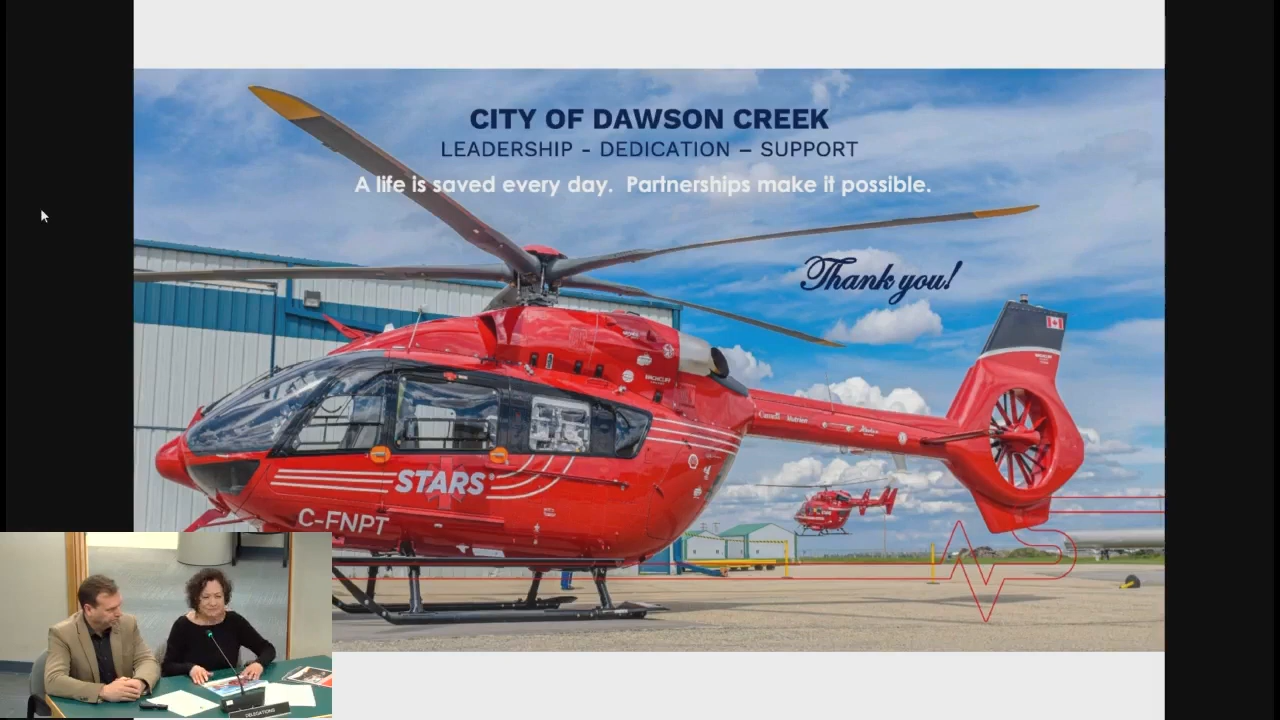 CITY OF DAWSON CREEK
LEADERSHIP - DEDICATION – SUPPORT
A life is saved every day. Partnerships make it possible.
Thank you!
STARS®
C-FNPT
DELEGATIONS